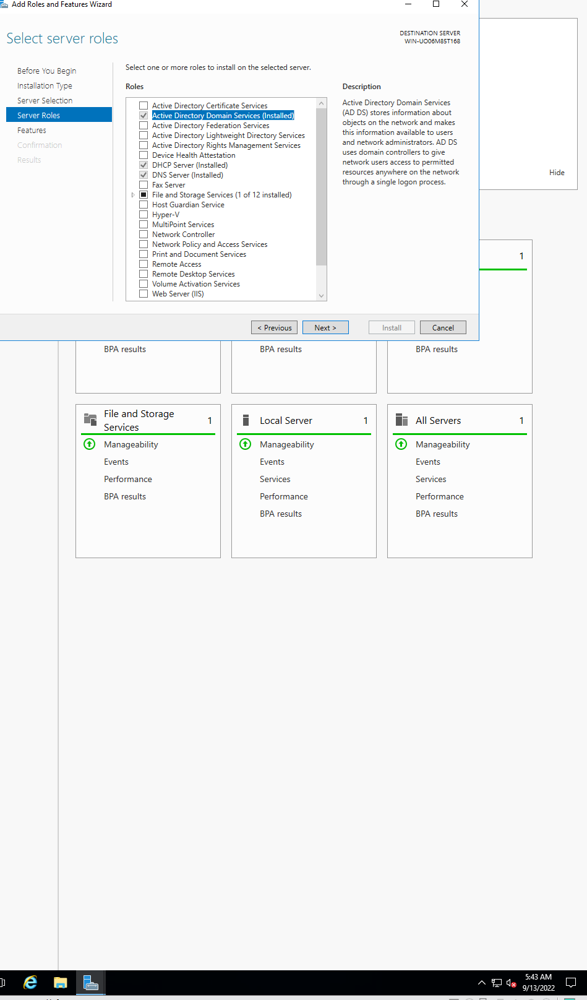 Add Roles and Features Wizard
Select server roles
DESTINATION SERVER
WIN-UO06M85T168
Before You Begin
Installation Type
Server Selection
Server Roles
Features
Confirmation
Results
Select one or more roles to install on the selected server.
Roles
Active Directory Certificate Services
Active Directory Domain Services (Installed)
Active Directory Federation Services
Active Directory Lightweight Directory Services
Active Directory Rights Management Services
Device Health Attestation
DHCP Server (Installed)
DNS Server (Installed)
Fax Server
File and Storage Services (1 of 12 installed)
Host Guardian Service
Hyper-V
MultiPoint Services
Network Controller
Network Policy and Access Services
Print and Document Services
Remote Access
Remote Desktop Services
Volume Activation Services
Web Server (IIS)
Description
Active Directory Domain Services
(AD DS) stores information about
objects on the network and makes
this information available to users
and network administrators. AD DS
uses domain controllers to give
network users access to permitted
resources anywhere on the network
through a single logon process.
Hide
< Previous
Next >
Install
Cancel
1
BPA results
BPA results
BPA results
File and Storage
Services
1
Manageability
Events
Performance
BPA results
Local Server
1
Manageability
Events
Services
Performance
BPA results
All Servers
1
Manageability
Events
Services
Performance
BPA results
5:43 AM
9/13/2022